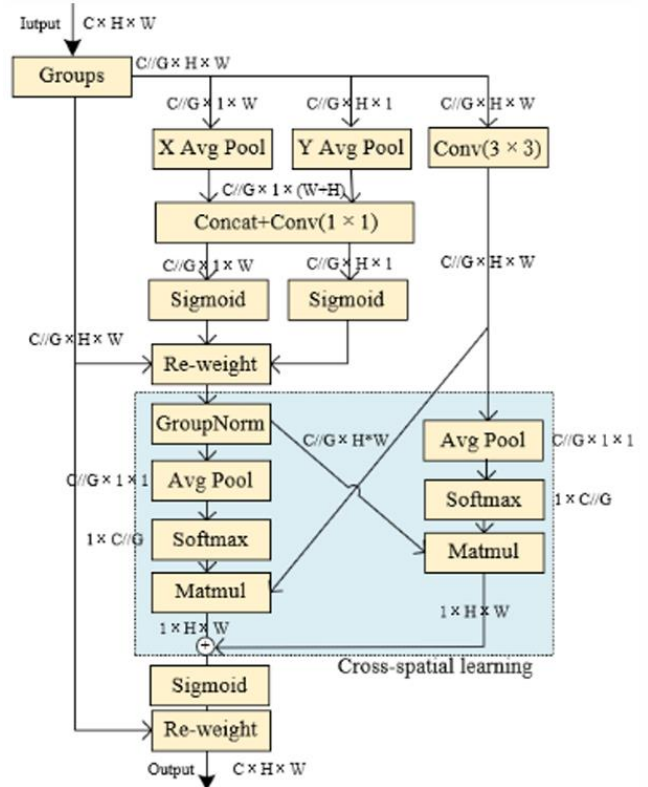 Iutput C × H × W
Groups
C//G × H × W
C//G × 1 × W
C//G × H × 1
C//G × H × W
X Avg Pool
Y Avg Pool
Conv(3 × 3)
C//G × 1 × (W+H)
Concat+Conv(1 × 1)
C//G × 1 × W
C//G × H × 1
C//G × H × W
Sigmoid
Sigmoid
C//G × H × W
Re-weight
GroupNorm
C//G × H*W
Avg Pool
C//G × 1 × 1
C//G × 1 × 1
Avg Pool
Softmax
1 × C//G
1 × C//G
Softmax
Matmul
Matmul
1 × H × W
1 × H × W
+
Cross-spatial learning
Sigmoid
Re-weight
Output C × H × W